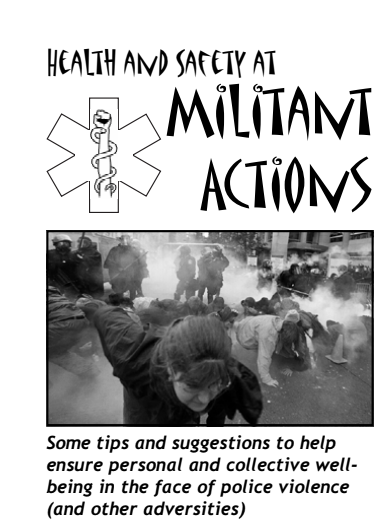 HEALTH AND SAFETY AT
MILITANT
ACTIONS
Some tips and suggestions to help
ensure personal and collective well-
being in the face of police violence
(and other adversities)